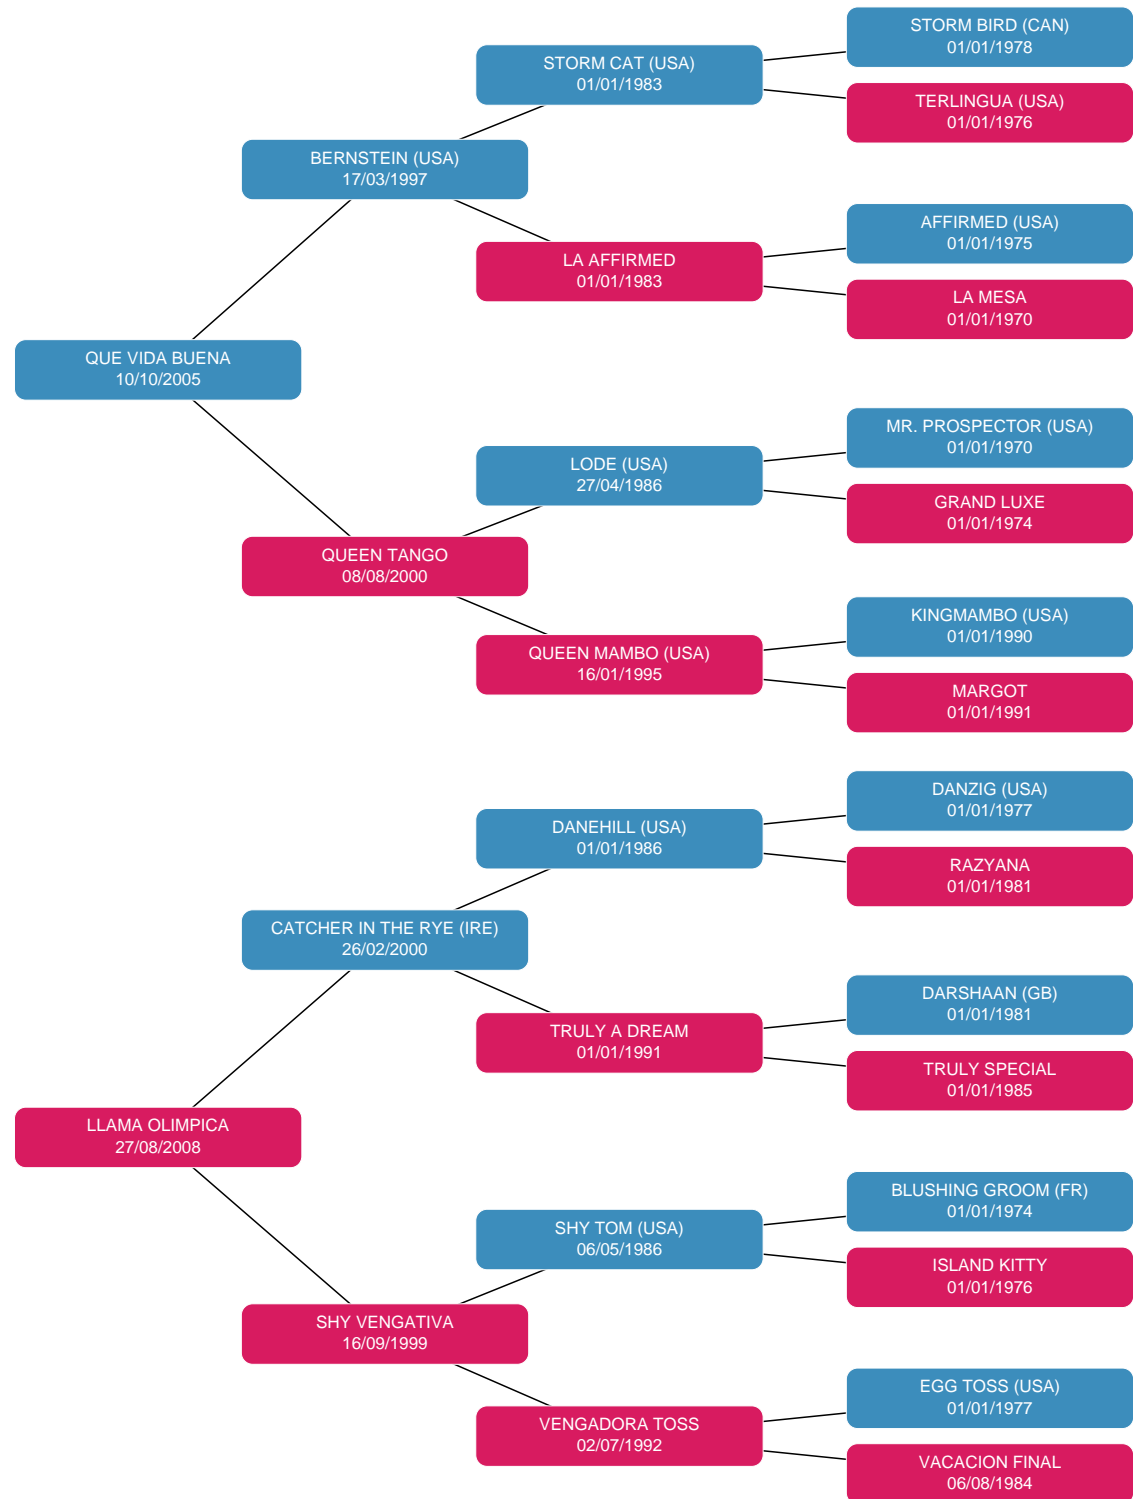 STORM BIRD (CAN)
01/01/1978
STORM CAT (USA)
01/01/1983
TERLINGUA (USA)
01/01/1976
BERNSTEIN (USA)
17/03/1997
AFFIRMED (USA)
01/01/1975
LA AFFIRMED
01/01/1983
LA MESA
01/01/1970
QUE VIDA BUENA
10/10/2005
MR. PROSPECTOR (USA)
01/01/1970
LODE (USA)
27/04/1986
GRAND LUXE
01/01/1974
QUEEN TANGO
08/08/2000
KINGMAMBO (USA)
01/01/1990
QUEEN MAMBO (USA)
16/01/1995
MARGOT
01/01/1991
DANZIG (USA)
01/01/1977
DANEHILL (USA)
01/01/1986
RAZYANA
01/01/1981
CATCHER IN THE RYE (IRE)
26/02/2000
DARSHAAN (GB)
01/01/1981
TRULY A DREAM
01/01/1991
TRULY SPECIAL
01/01/1985
LLAMA OLIMPICA
27/08/2008
BLUSHING GROOM (FR)
01/01/1974
SHY TOM (USA)
06/05/1986
ISLAND KITTY
01/01/1976
SHY VENGATIVA
16/09/1999
EGG TOSS (USA)
01/01/1977
VENGADORA TOSS
02/07/1992
VACACION FINAL
06/08/1984